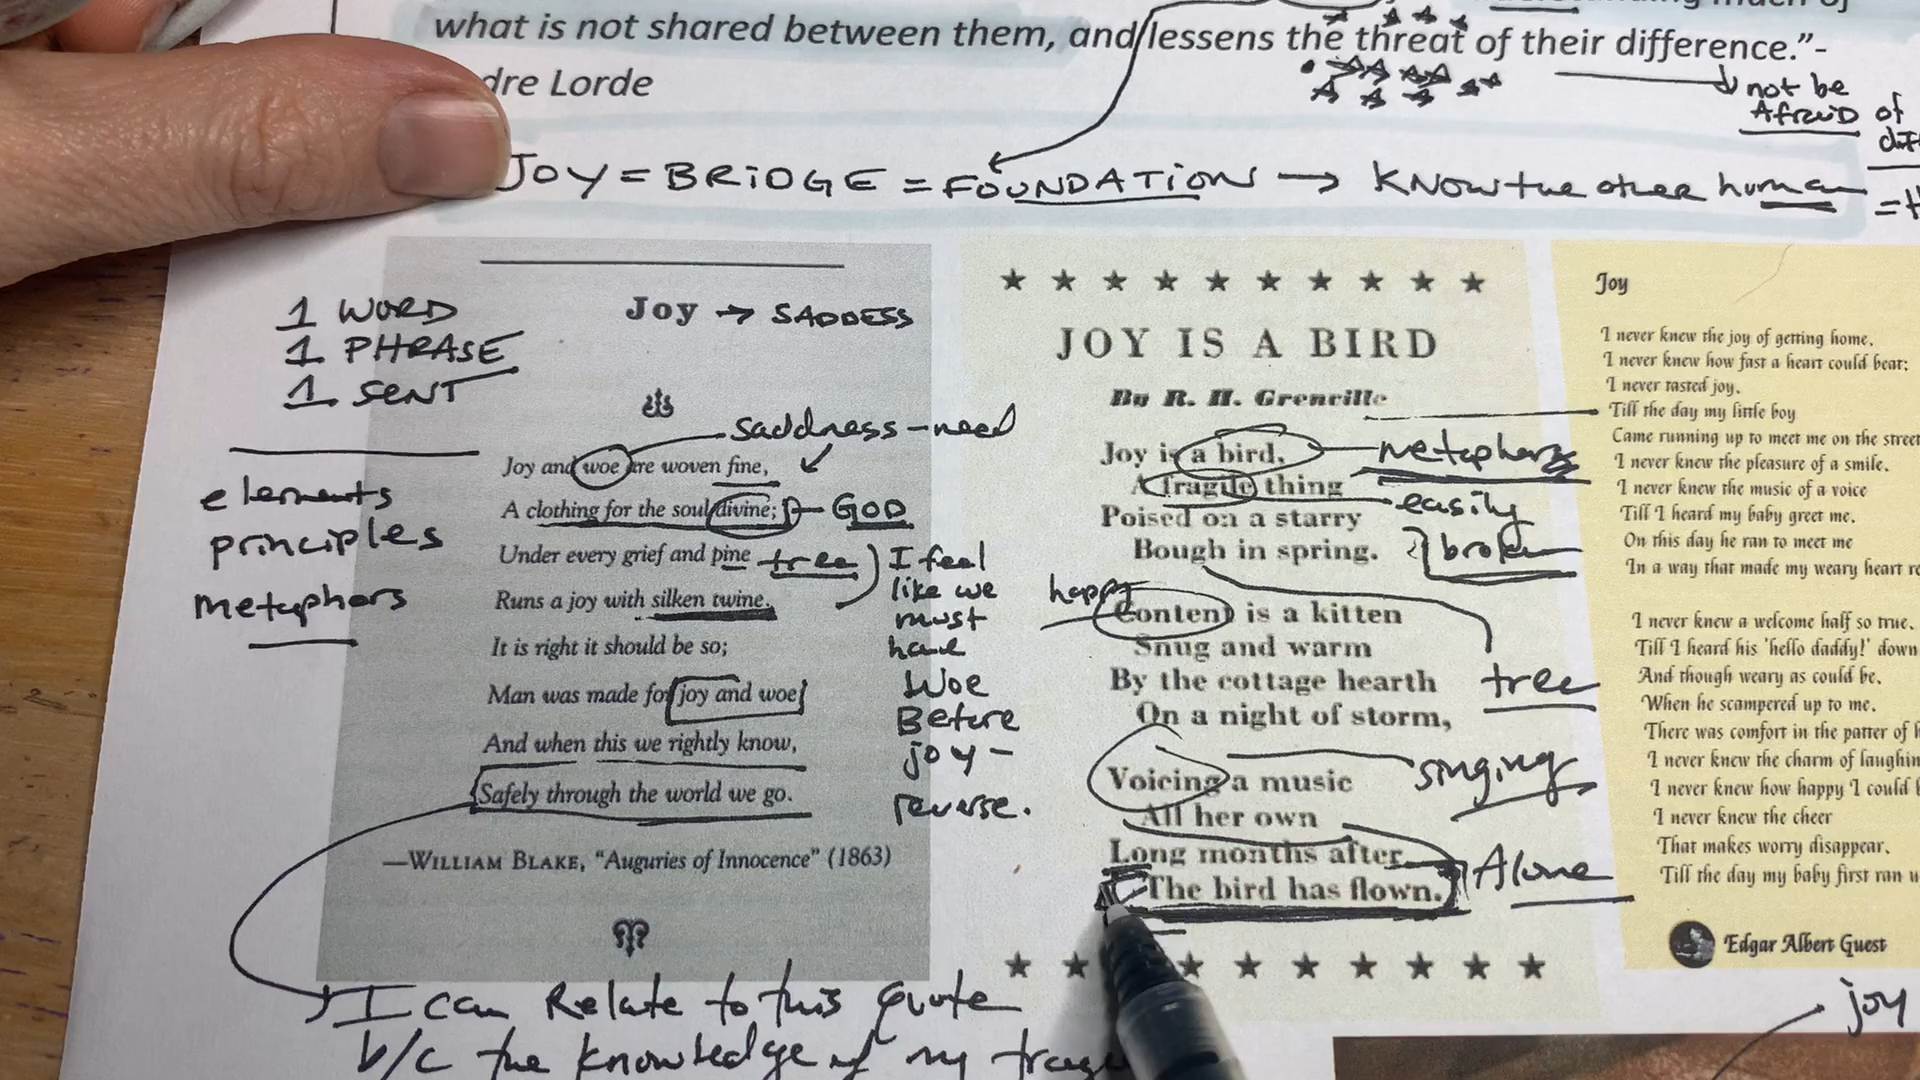 what is not shared between them, and lessens the threat of their difference."-
dre Lorde
not be
Afraid of
JOY = BRIDGE = FOUNDATION → KNOW the other human
1 WORD
1 PHRASE
1 SENT
elements
principles
metaphors
Joy → SADDESS
saddness - need
Joy and woe are woven fine,
A clothing for the soul divine; GOD
Under every grief and pine tree
Runs a joy with silken twine.
It is right it should be so;
Man was made for joy and woe
And when this we rightly know,
Safely through the world we go.
—WILLIAM BLAKE, "Auguries of Innocence" (1863)
I feel
like we
must
have
Woe
Before
joy -
reverse.
I can Relate to this quote
b/c the knowledge of my
JOY IS A BIRD
By R. H. Grenville
Joy is a bird, metaphors
A fragile thing easily
Poised on a starry
Bough in spring. broken
happy
Content is a kitten
Snug and warm
By the cottage hearth tree
On a night of storm,
Voicing a music singing
All her own
Long months after
The bird has flown. Alone
Joy
I never knew the joy of getting home,
I never knew how fast a heart could beat;
I never tasted joy,
Till the day my little boy
Came running up to meet me on the street
I never knew the pleasure of a smile,
I never knew the music of a voice
Till I heard my baby greet me,
On this day he ran to meet me
In a way that made my weary heart
I never knew a welcome half so true,
Till I heard his 'hello daddy!' down
And though weary as could be,
When he scampered up to me,
There was comfort in the patter of
I never knew the charm of
I never knew how happy I could
I never knew the cheer
That makes worry disappear,
Till the day my baby first ran
Edgar Albert Guest
joy